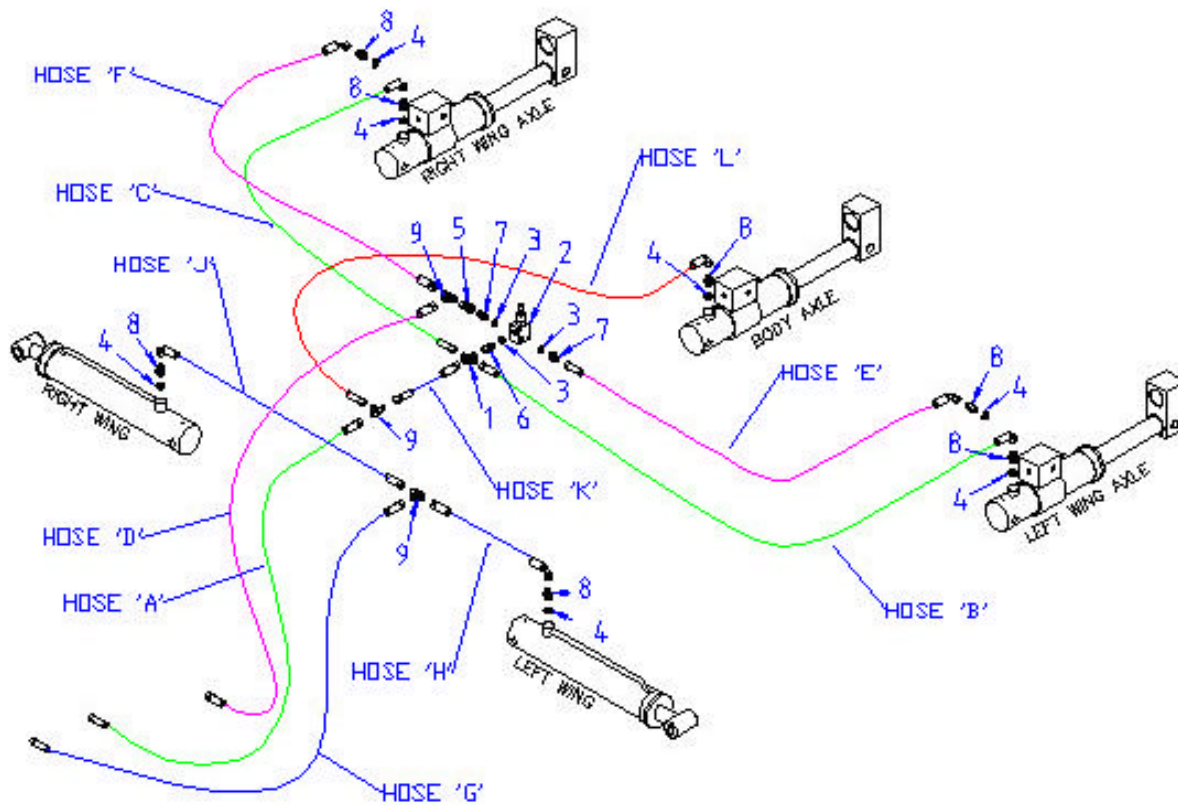 8
4
HOSE 'F'
8
4
RIGHT WING AXLE
HOSE 'L'
HOSE 'C'
9
5
7
3
2
8
4
HOSE 'J'
BODY AXLE
3
7
8
4
RIGHT WING
1
6
3
HOSE 'E'
8
4
9
8
4
HOSE 'K'
LEFT WING AXLE
HOSE 'D'
9
HOSE 'A'
8
4
HOSE 'B'
HOSE 'H'
LEFT WING
HOSE 'G'